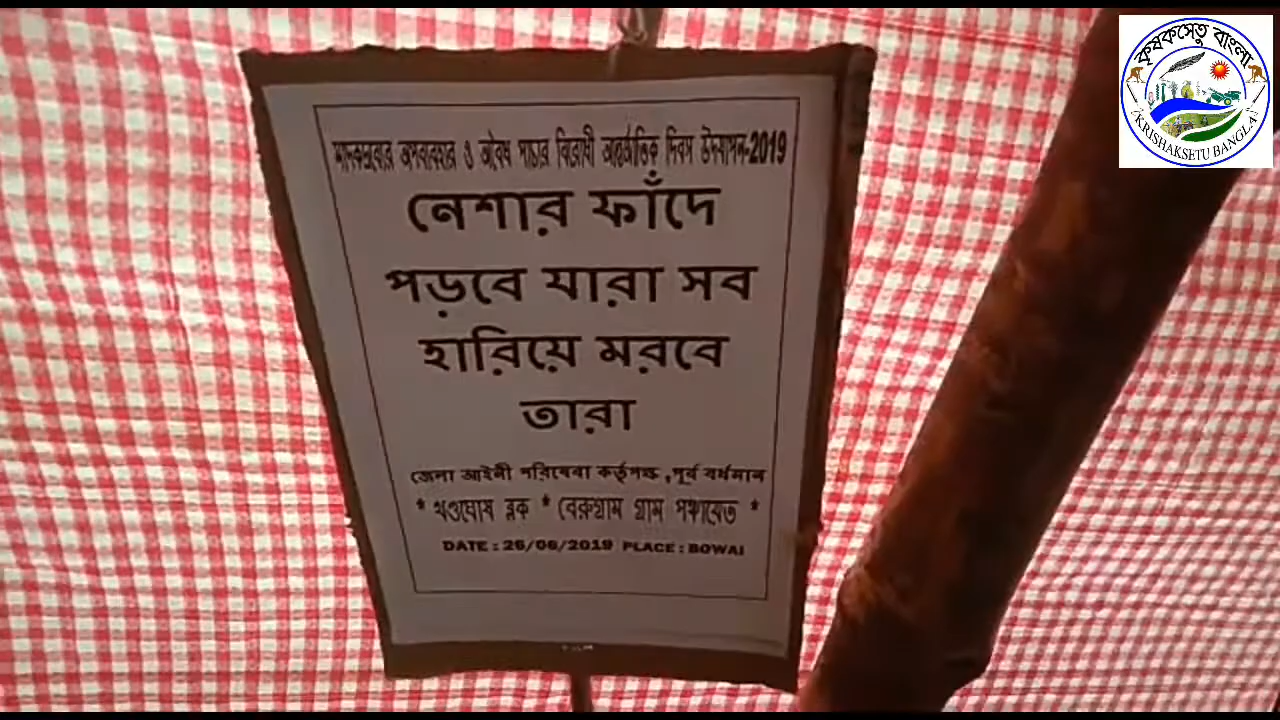 মাদকদ্রব্যের অপব্যবহার ও অবৈধ পাচার বিরোধী আন্তর্জাতিক দিবস উদযাপন-2019
নেশার ফাঁদে
পড়বে যারা সব
হারিয়ে মরবে
তারা
জেলা আইনী পরিষেবা কর্তৃপক্ষ ,পূর্ব বর্ধমান
* খণ্ডঘোষ ব্লক * বেরুগ্রাম গ্রাম পঞ্চায়েত *
DATE : 26/06/2019 PLACE : BOWAI
কৃষকসেতু বাংলা
KRISHAKSETU BANGLA